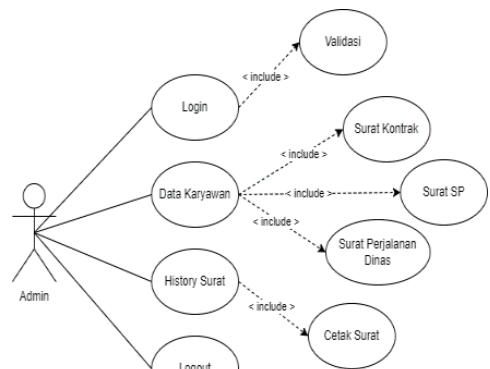 Validasi
< include >
Login
Surat Kontrak
< include >
Data Karyawan
< include >
Surat SP
< include >
Surat Perjalanan
Dinas
Admin
History Surat
< include >
Cetak Surat
Logout